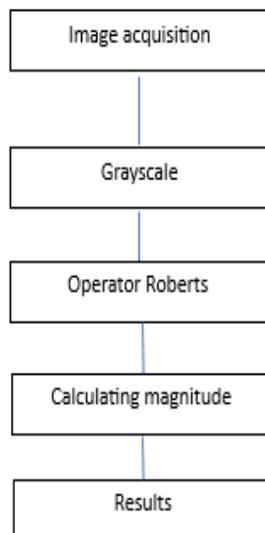 Image acquisition
Grayscale
Operator Roberts
Calculating magnitude
Results